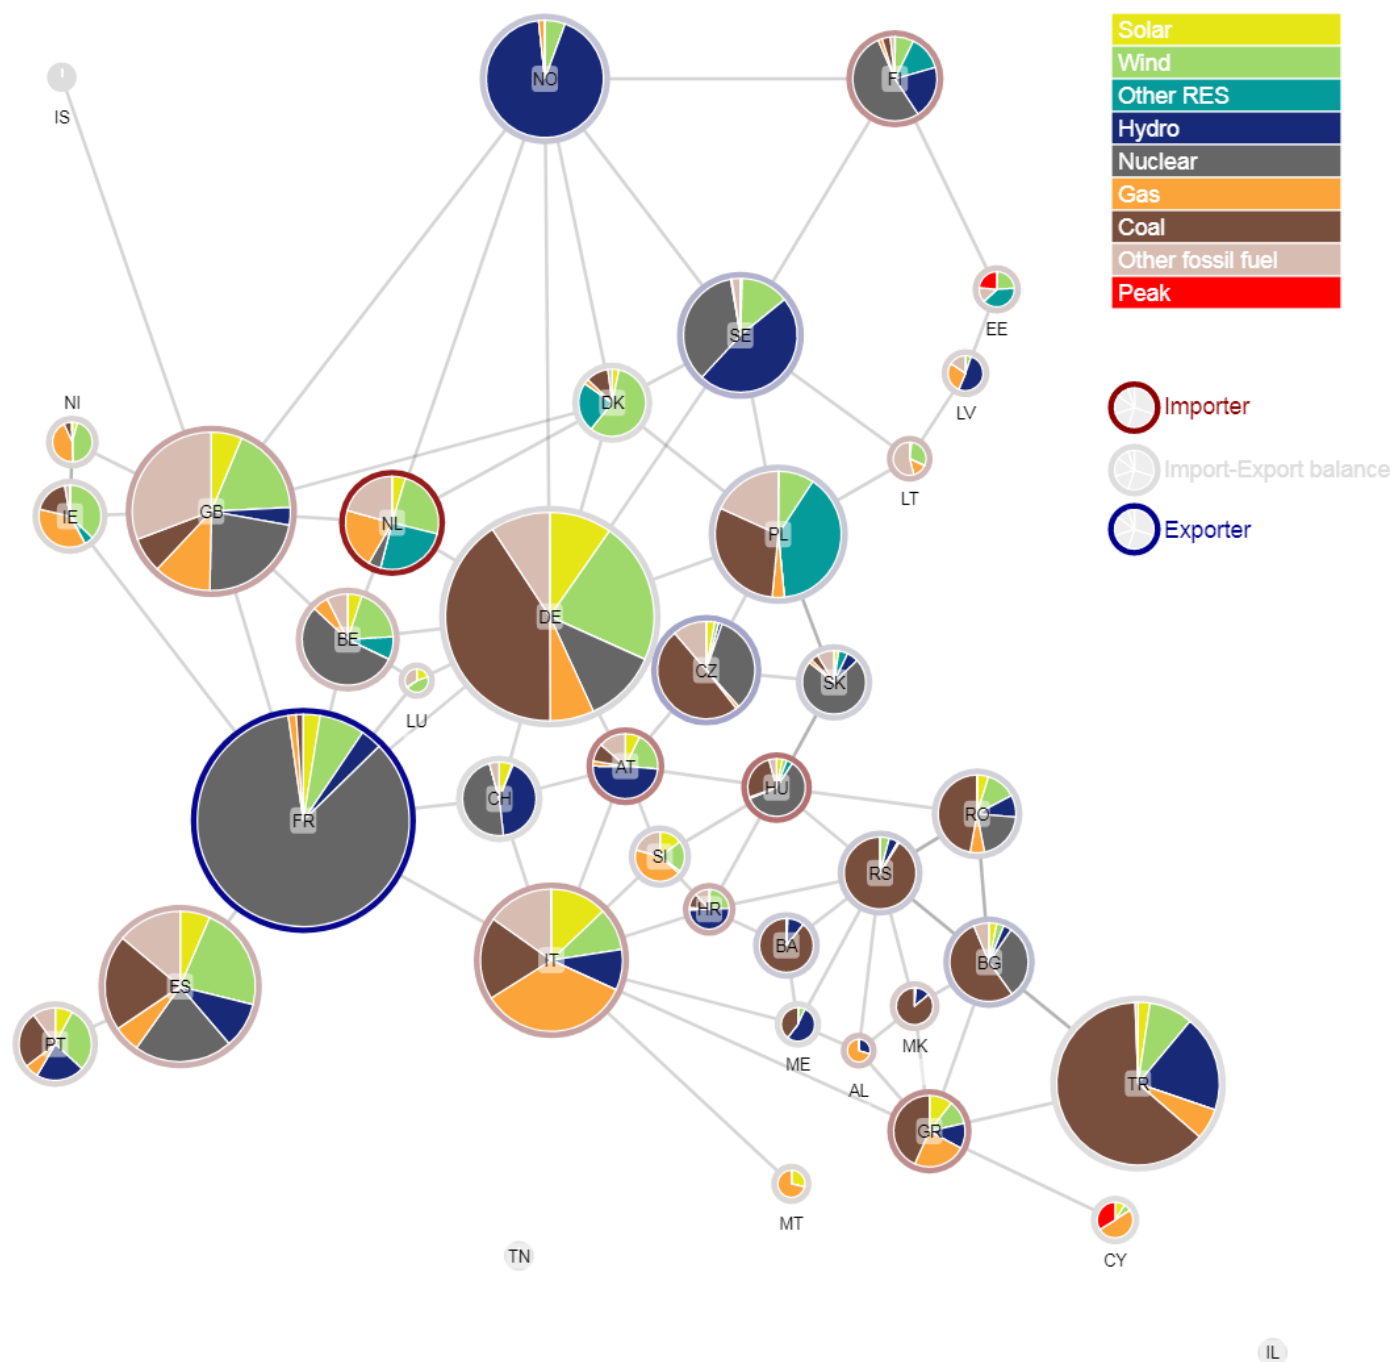 Solar
Wind
Other RES
Hydro
Nuclear
Gas
Coal
Other fossil fuel
Peak
Importer
Import-Export balance
Exporter
NO
FI
IS
EE
SE
LV
DK
NI
LT
GB
IE
NL
PL
DE
BE
CZ
SK
LU
AT
HU
CH
RO
FR
SI
RS
HR
BA
IT
BG
ES
MK
PT
ME
AL
TR
GR
MT
CY
TN
IL